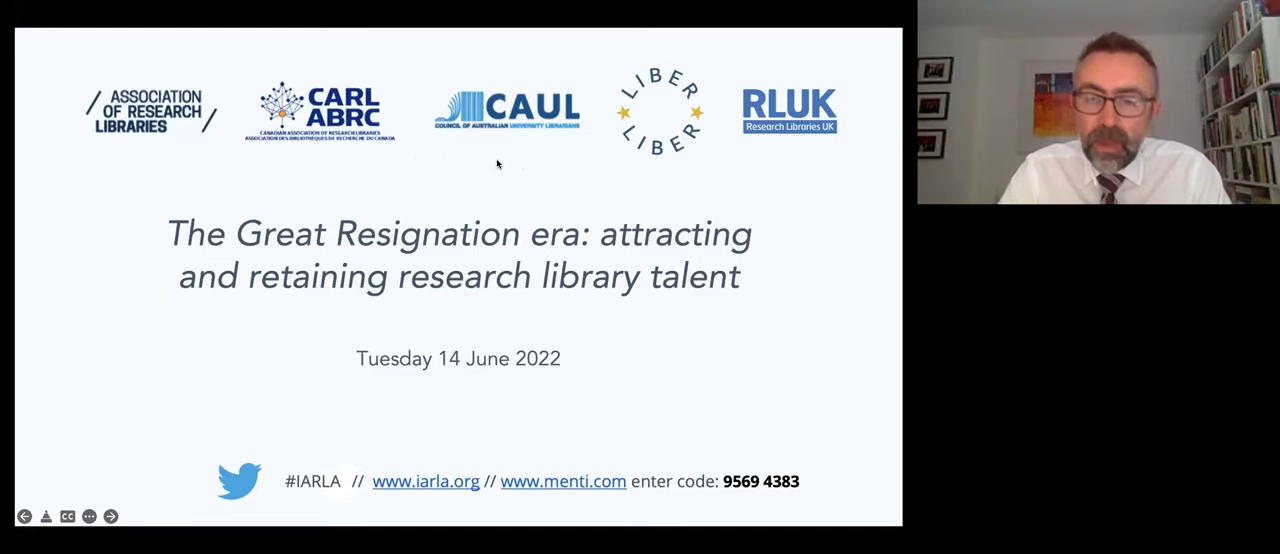 ASSOCIATION
OF RESEARCH
LIBRARIES
CARL
ABRC
CANADIAN ASSOCIATION OF RESEARCH LIBRARIES
ASSOCIATION DES BIBLIOTHÈQUES DE RECHERCHE DU CANADA
CAUL
COUNCIL OF AUSTRALIAN UNIVERSITY LIBRARIANS
LIBER
LIBER
RLUK
Research Libraries UK
The Great Resignation era: attracting
and retaining research library talent
Tuesday 14 June 2022
#IARLA // www.iarla.org // www.menti.com enter code: 9569 4383
CC